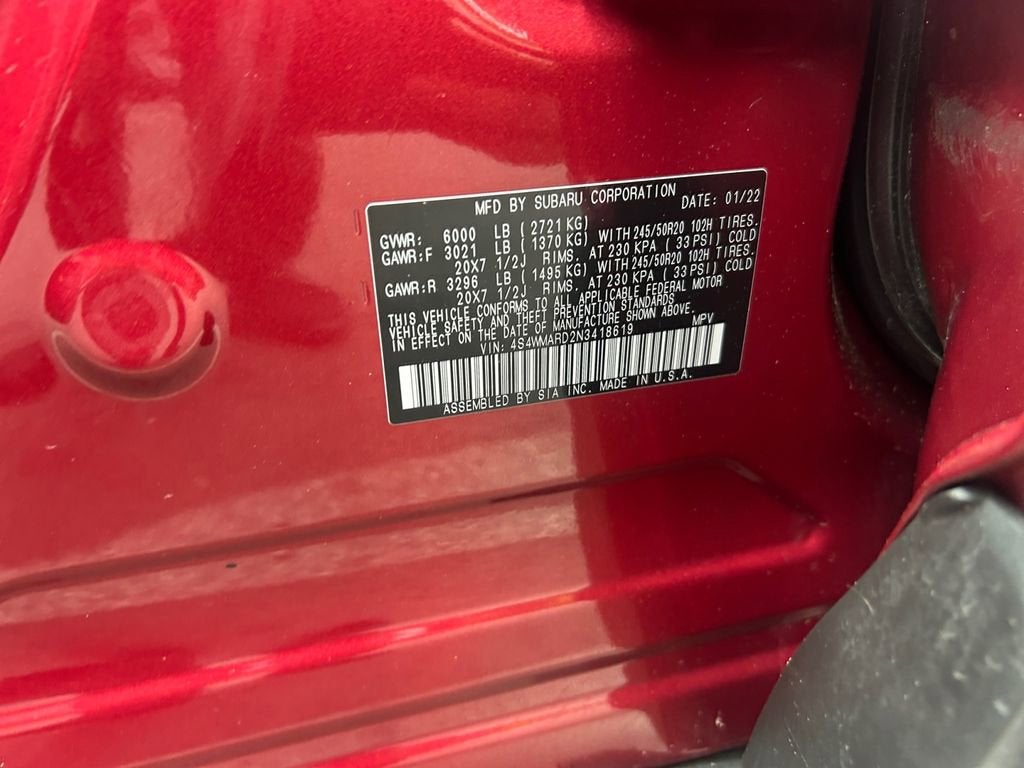 MFD BY SUBARU CORPORATION DATE: 01/22
GVWR: 6000 LB ( 2721 KG)
GAWR:F 3021 LB ( 1370 KG) WITH 245/50R20 102H TIRES.
20X7 1/2J RIMS. AT 230 KPA ( 33 PSI) COLD
GAWR:R 3296 LB ( 1495 KG) WITH 245/50R20 102H TIRES.
20X7 1/2J RIMS. AT 230 KPA ( 33 PSI) COLD
THIS VEHICLE CONFORMS TO ALL APPLICABLE FEDERAL MOTOR
VEHICLE SAFETY AND THEFT PREVENTION STANDARDS
IN EFFECT ON THE DATE OF MANUFACTURE SHOWN ABOVE.
VIN: 4S4WMARD2N3418619 MPV
ASSEMBLED BY SIA INC. MADE IN U.S.A.